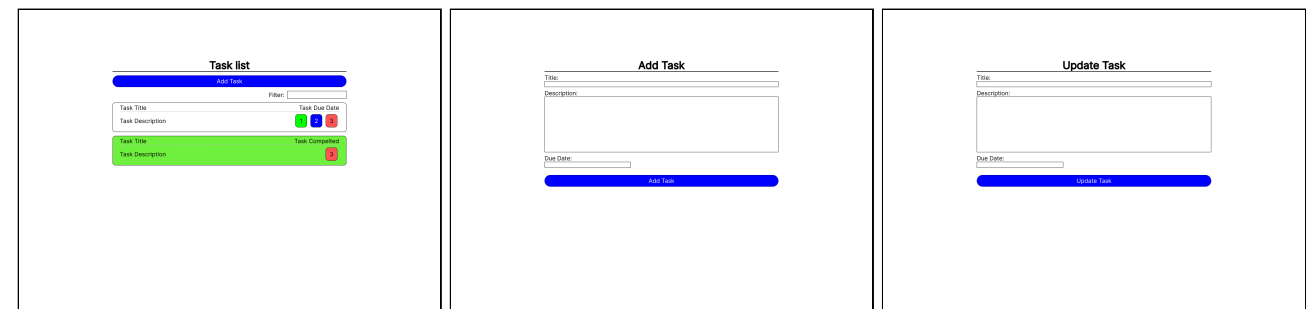 Task list
Add Task
Filter:
Task Title Task Due Date
Task Description 1 2 3
Task Title Task Compelted
Task Description 3
Add Task
Title:
Description:
Due Date:
Add Task
Update Task
Title:
Description:
Due Date:
Update Task